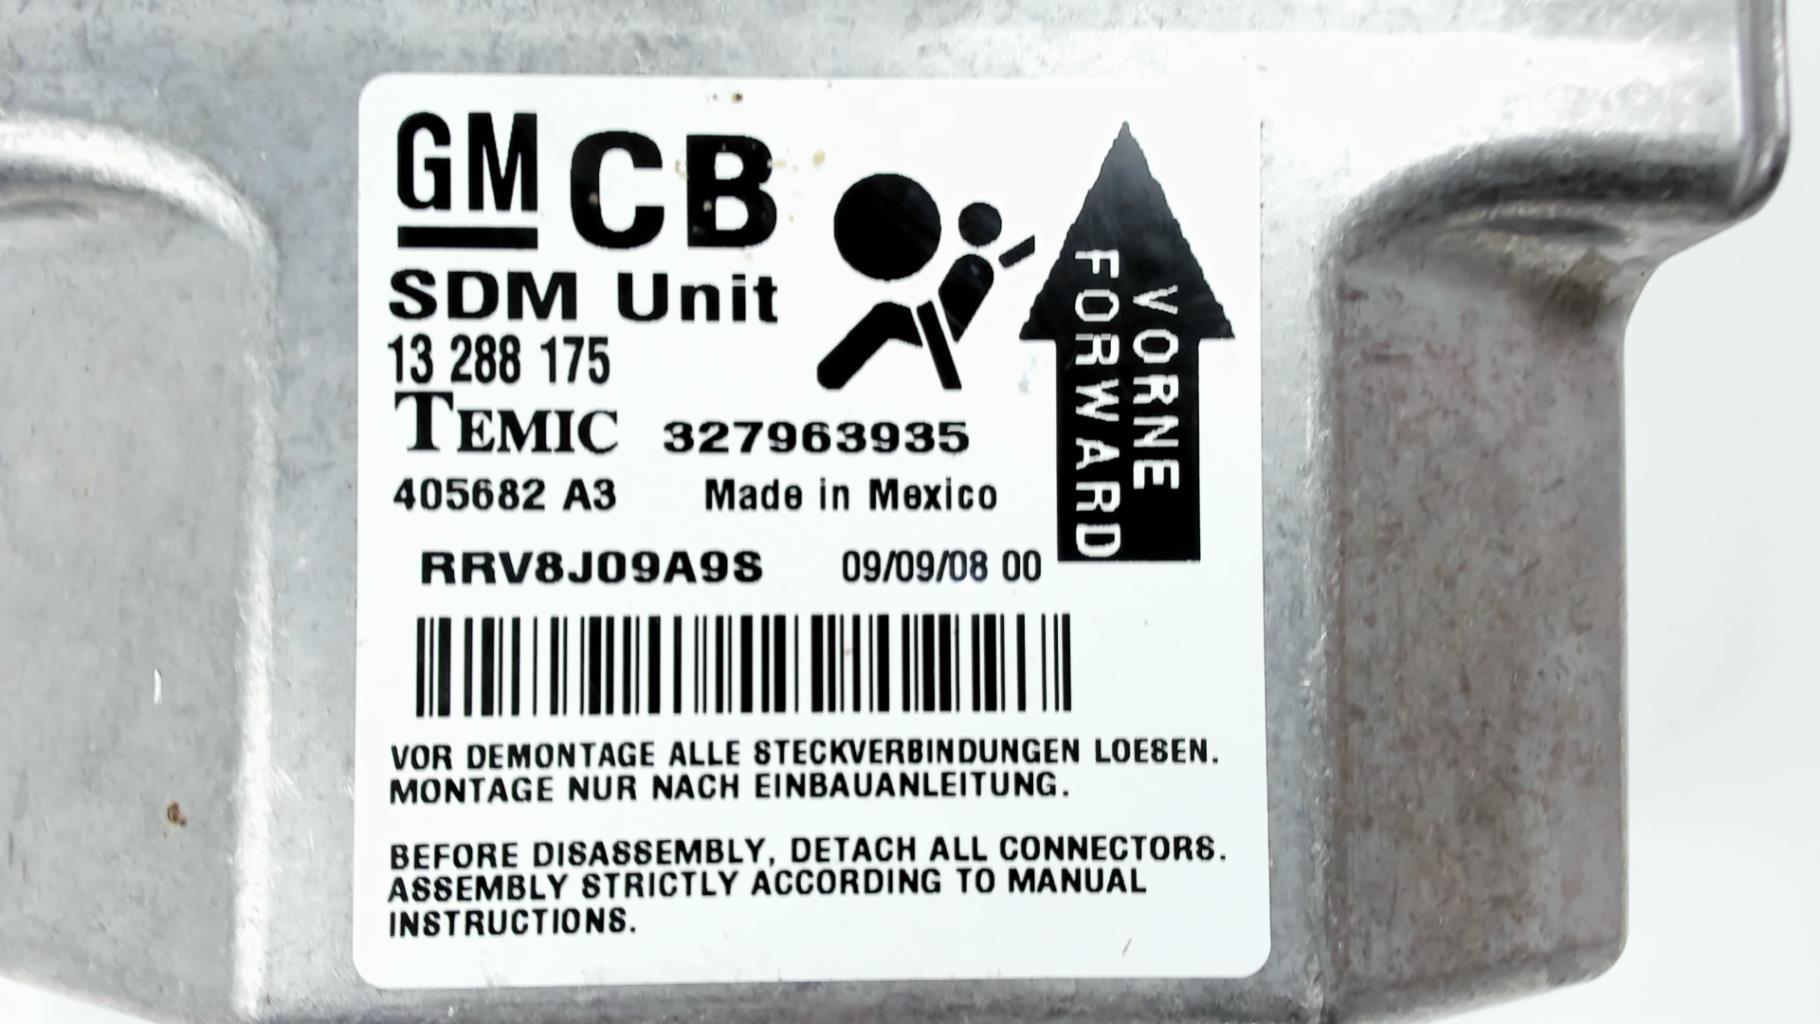 GM CB
SDM Unit
13 288 175
TEMIC 327963935
405682 A3 Made in Mexico
RRV8J09A9S 09/09/08 00
VORNE
FORWARD
VOR DEMONTAGE ALLE STECKVERBINDUNGEN LOESEN.
MONTAGE NUR NACH EINBAUANLEITUNG.
BEFORE DISASSEMBLY, DETACH ALL CONNECTORS.
ASSEMBLY STRICTLY ACCORDING TO MANUAL
INSTRUCTIONS.